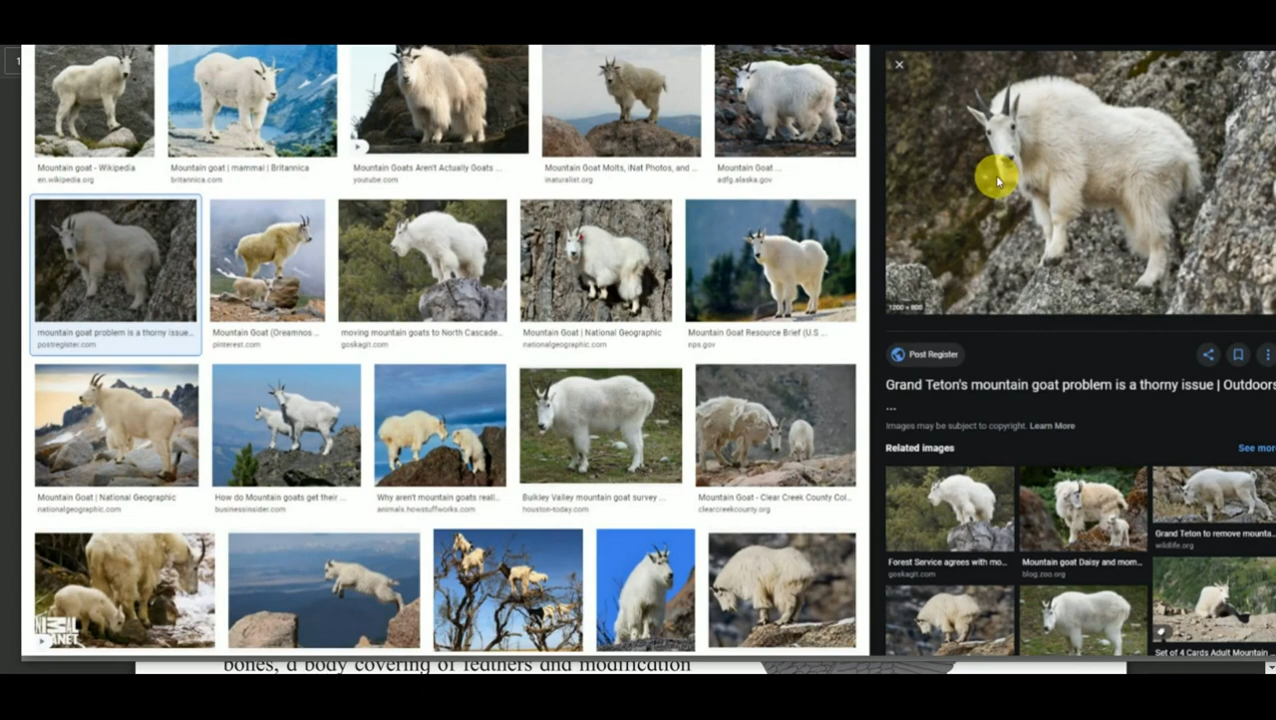 1
Mountain goat - Wikipedia
en.wikipedia.org
Mountain goat | mammal | Britannica
britannica.com
Mountain Goats Aren't Actually Goats ...
youtube.com
Mountain Goat Molts, iNat Photos, and ...
inaturalist.org
Mountain Goat ...
adfg.alaska.gov
mountain goat problem is a thorny issue...
postregister.com
Mountain Goat (Oreamnos ...
pinterest.com
moving mountain goats to North Cascade...
goskagit.com
Mountain Goat | National Geographic
nationalgeographic.com
Mountain Goat Resource Brief (U.S ...
nps.gov
Mountain Goat | National Geographic
nationalgeographic.com
How do Mountain goats get their ...
businessinsider.com
Why aren't mountain goats reall...
animals.howstuffworks.com
Bulkley Valley mountain goat survey ...
houston-today.com
Mountain Goat - Clear Creek County Col...
clearcreekcounty.org
ANIMAL
PLANET
1200 × 800
Post Register
Grand Teton's mountain goat problem is a thorny issue | Outdoors
...
Images may be subject to copyright. Learn More
Related images
See more
Forest Service agrees with mo...
goskagit.com
Mountain goat Daisy and mom...
blog.zoo.org
Grand Teton to remove mounta...
wildlife.org
Set of 4 Cards Adult Mountain ...
bones, a body covering of feathers and modification